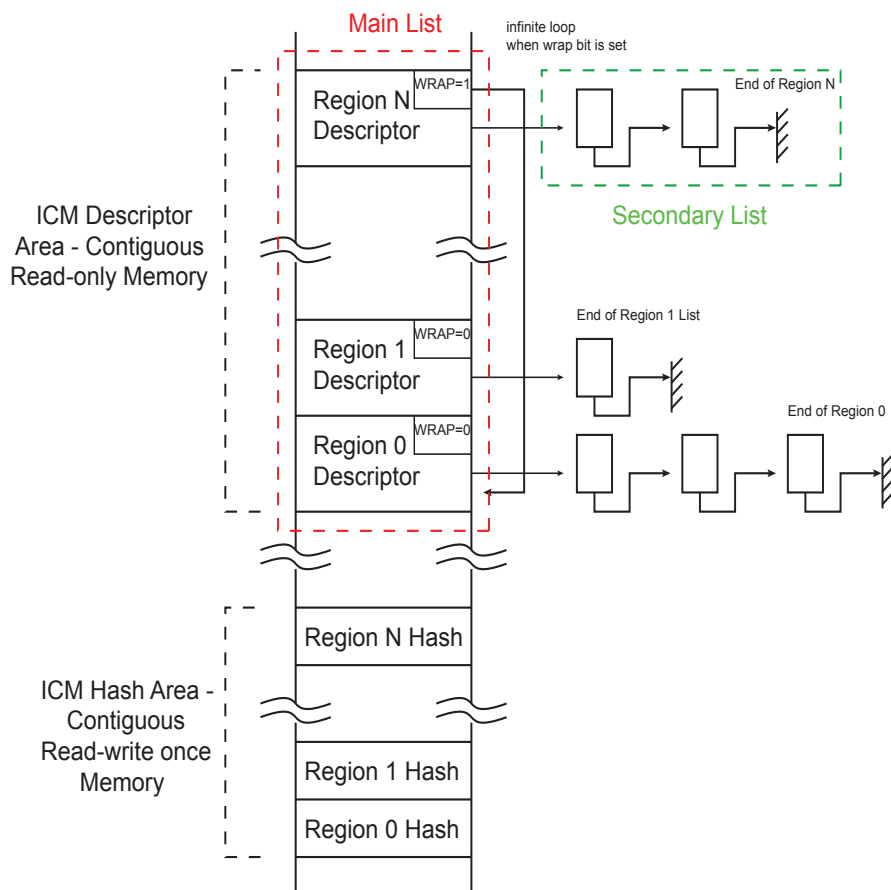 Main List
infinite loop
when wrap bit is set
WRAP=1
Region N
Descriptor
End of Region N
Secondary List
ICM Descriptor
Area - Contiguous
Read-only Memory
WRAP=0
Region 1
Descriptor
End of Region 1 List
WRAP=0
Region 0
Descriptor
End of Region 0
Region N Hash
ICM Hash Area -
Contiguous
Read-write once
Memory
Region 1 Hash
Region 0 Hash